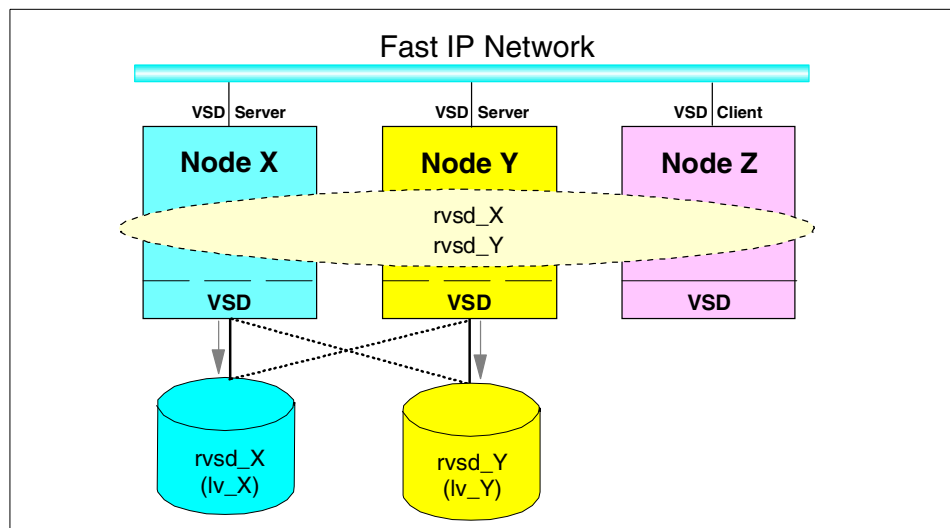 Fast IP Network
VSD Server
VSD Server
VSD Client
Node X
Node Y
Node Z
rvsd_X
rvsd_Y
VSD
VSD
VSD
rvsd_X
(lv_X)
rvsd_Y
(lv_Y)